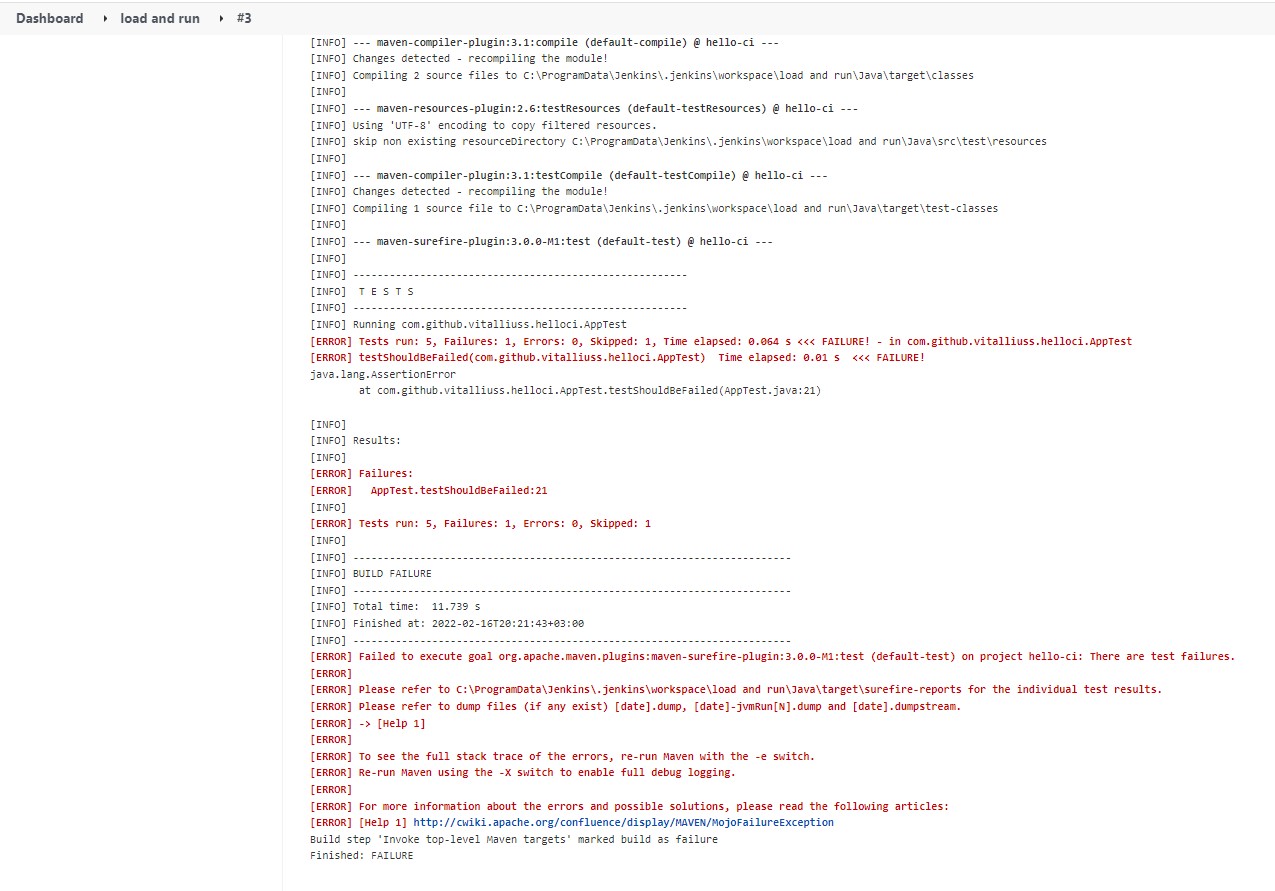 Dashboard ▸ load and run ▸ #3
[INFO] --- maven-compiler-plugin:3.1:compile (default-compile) @ hello-ci ---
[INFO] Changes detected - recompiling the module!
[INFO] Compiling 2 source files to C:\ProgramData\Jenkins\.jenkins\workspace\load and run\Java\target\classes
[INFO]
[INFO] --- maven-resources-plugin:2.6:testResources (default-testResources) @ hello-ci ---
[INFO] Using 'UTF-8' encoding to copy filtered resources.
[INFO] skip non existing resourceDirectory C:\ProgramData\Jenkins\.jenkins\workspace\load and run\Java\src\test\resources
[INFO]
[INFO] --- maven-compiler-plugin:3.1:testCompile (default-testCompile) @ hello-ci ---
[INFO] Changes detected - recompiling the module!
[INFO] Compiling 1 source file to C:\ProgramData\Jenkins\.jenkins\workspace\load and run\Java\target\test-classes
[INFO]
[INFO] --- maven-surefire-plugin:3.0.0-M1:test (default-test) @ hello-ci ---
[INFO]
[INFO] -------------------------------------------------------
[INFO]  T E S T S
[INFO] -------------------------------------------------------
[INFO] Running com.github.vitalliuss.helloci.AppTest
[ERROR] Tests run: 5, Failures: 1, Errors: 0, Skipped: 1, Time elapsed: 0.064 s <<< FAILURE! - in com.github.vitalliuss.helloci.AppTest
[ERROR] testShouldBeFailed(com.github.vitalliuss.helloci.AppTest)  Time elapsed: 0.01 s  <<< FAILURE!
java.lang.AssertionError
	at com.github.vitalliuss.helloci.AppTest.testShouldBeFailed(AppTest.java:21)
[INFO]
[INFO] Results:
[INFO]
[ERROR] Failures:
[ERROR]   AppTest.testShouldBeFailed:21
[INFO]
[ERROR] Tests run: 5, Failures: 1, Errors: 0, Skipped: 1
[INFO]
[INFO] ------------------------------------------------------------------------
[INFO] BUILD FAILURE
[INFO] ------------------------------------------------------------------------
[INFO] Total time:  11.739 s
[INFO] Finished at: 2022-02-16T20:21:43+03:00
[INFO] ------------------------------------------------------------------------
[ERROR] Failed to execute goal org.apache.maven.plugins:maven-surefire-plugin:3.0.0-M1:test (default-test) on project hello-ci: There are test failures.
[ERROR]
[ERROR] Please refer to C:\ProgramData\Jenkins\.jenkins\workspace\load and run\Java\target\surefire-reports for the individual test results.
[ERROR] Please refer to dump files (if any exist) [date].dump, [date]-jvmRun[N].dump and [date].dumpstream.
[ERROR] -> [Help 1]
[ERROR]
[ERROR] To see the full stack trace of the errors, re-run Maven with the -e switch.
[ERROR] Re-run Maven using the -X switch to enable full debug logging.
[ERROR]
[ERROR] For more information about the errors and possible solutions, please read the following articles:
[ERROR] [Help 1] http://cwiki.apache.org/confluence/display/MAVEN/MojoFailureException
Build step 'Invoke top-level Maven targets' marked build as failure
Finished: FAILURE